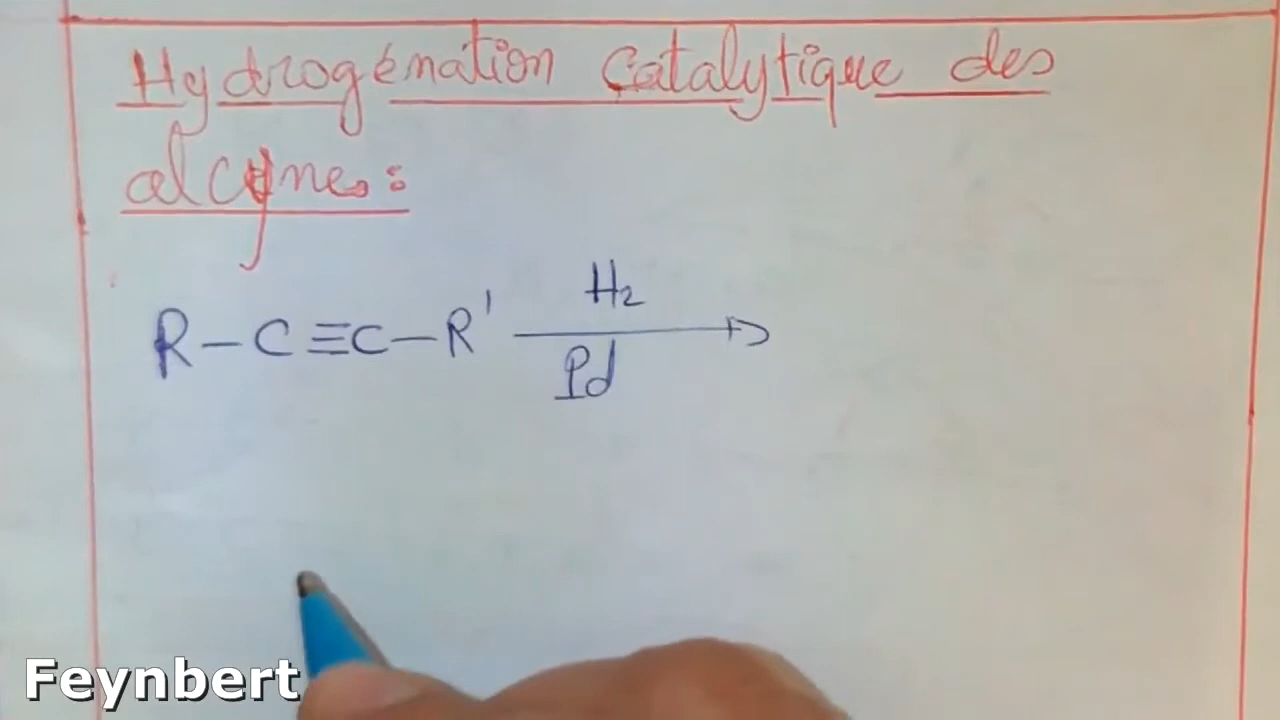 Hydrogénation catalytique des
alcynes :
H₂
R–C≡C–R'
Pd
Feynbert